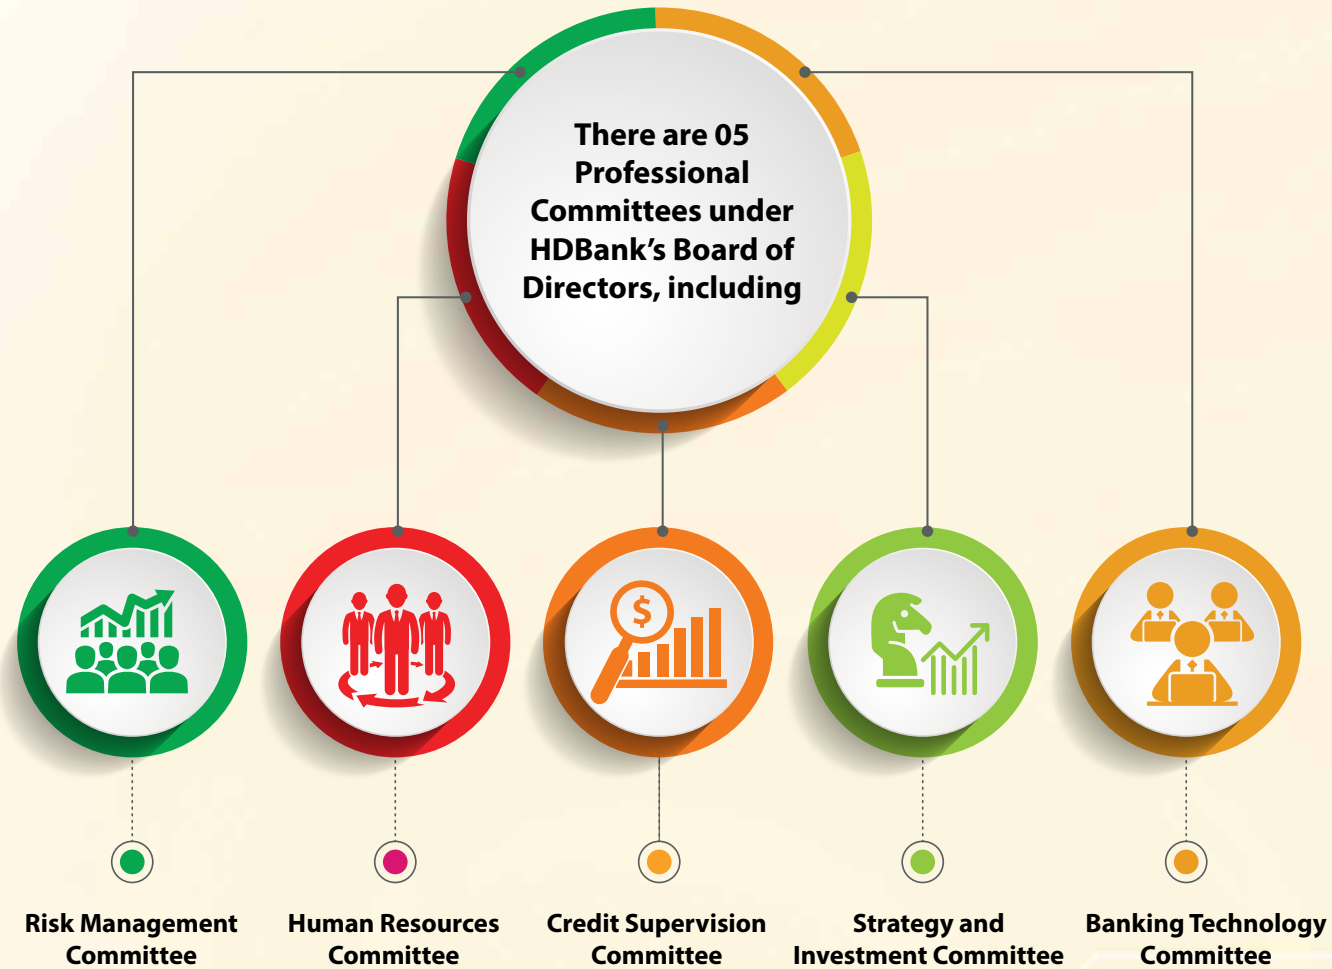 There are 05
Professional
Committees under
HDBank’s Board of
Directors, including
$
Risk Management
Committee
Human Resources
Committee
Credit Supervision
Committee
Strategy and
Investment Committee
Banking Technology
Committee